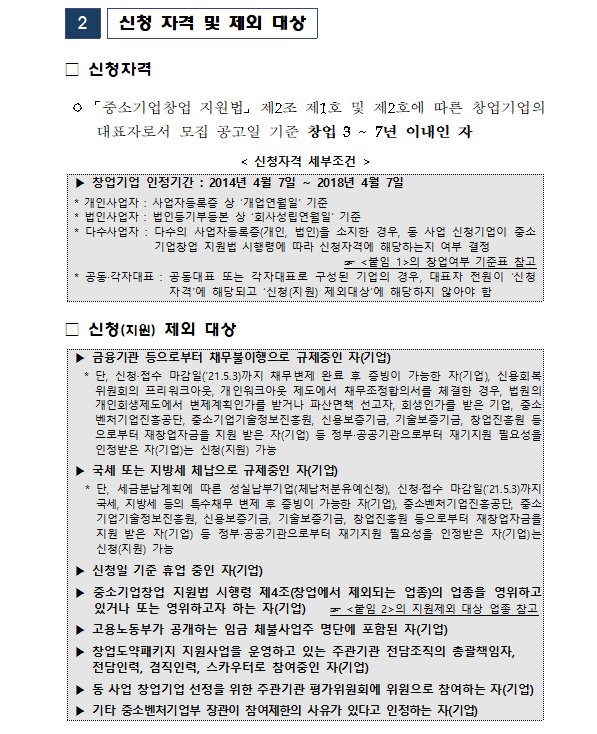 2 신청 자격 및 제외 대상
□ 신청자격
○ 「중소기업창업 지원법」 제2조 제1호 및 제2호에 따른 창업기업의
대표자로서 모집 공고일 기준 창업 3 ~ 7년 이내인 자
< 신청자격 세부조건 >
▶ 창업기업 인정기간 : 2014년 4월 7일 ~ 2018년 4월 7일
* 개인사업자 : 사업자등록증 상 '개업연월일' 기준
* 법인사업자 : 법인등기부등본 상 '회사성립연월일' 기준
* 다수사업자 : 다수의 사업자등록증(개인, 법인)을 소지한 경우, 동 사업 신청기업이 중소
기업창업 지원법 시행령에 따라 신청자격에 해당하는지 여부 결정
☞ <붙임 1>의 창업여부 기준표 참고
* 공동·각자대표 : 공동대표 또는 각자대표로 구성된 기업의 경우, 대표자 전원이 '신청
자격'에 해당되고 '신청(지원) 제외대상'에 해당하지 않아야 함
□ 신청(지원) 제외 대상
▶ 금융기관 등으로부터 채무불이행으로 규제중인 자(기업)
* 단, 신청·접수 마감일('21.5.3)까지 채무변제 완료 후 증빙이 가능한 자(기업), 신용회복
위원회의 프리워크아웃, 개인워크아웃 제도에서 채무조정합의서를 체결한 경우, 법원의
개인회생제도에서 변제계획인가를 받거나 파산면책 선고자, 회생인가를 받은 기업, 중소
벤처기업진흥공단, 중소기업기술정보진흥원, 신용보증기금, 기술보증기금, 창업진흥원 등
으로부터 재창업자금을 지원 받은 자(기업) 등 정부·공공기관으로부터 재기지원 필요성을
인정받은 자(기업)는 신청(지원) 가능
▶ 국세 또는 지방세 체납으로 규제중인 자(기업)
* 단, 세금분납계획에 따른 성실납부기업(체납처분유예신청), 신청·접수 마감일('21.5.3)까지
국세, 지방세 등의 특수채무 변제 후 증빙이 가능한 자(기업), 중소벤처기업진흥공단, 중소
기업기술정보진흥원, 신용보증기금, 기술보증기금, 창업진흥원 등으로부터 재창업자금을
지원 받은 자(기업) 등 정부·공공기관으로부터 재기지원 필요성을 인정받은 자(기업)는
신청(지원) 가능
▶ 신청일 기준 휴업 중인 자(기업)
▶ 중소기업창업 지원법 시행령 제4조(창업에서 제외되는 업종)의 업종을 영위하고
있거나 또는 영위하고자 하는 자(기업) ☞ <붙임 2>의 지원제외 대상 업종 참고
▶ 고용노동부가 공개하는 임금 체불사업주 명단에 포함된 자(기업)
▶ 창업도약패키지 지원사업을 운영하고 있는 주관기관 전담조직의 총괄책임자,
전담인력, 겸직인력, 스카우터로 참여중인 자(기업)
▶ 동 사업 창업기업 선정을 위한 주관기관 평가위원회에 위원으로 참여하는 자(기업)
▶ 기타 중소벤처기업부 장관이 참여제한의 사유가 있다고 인정하는 자(기업)